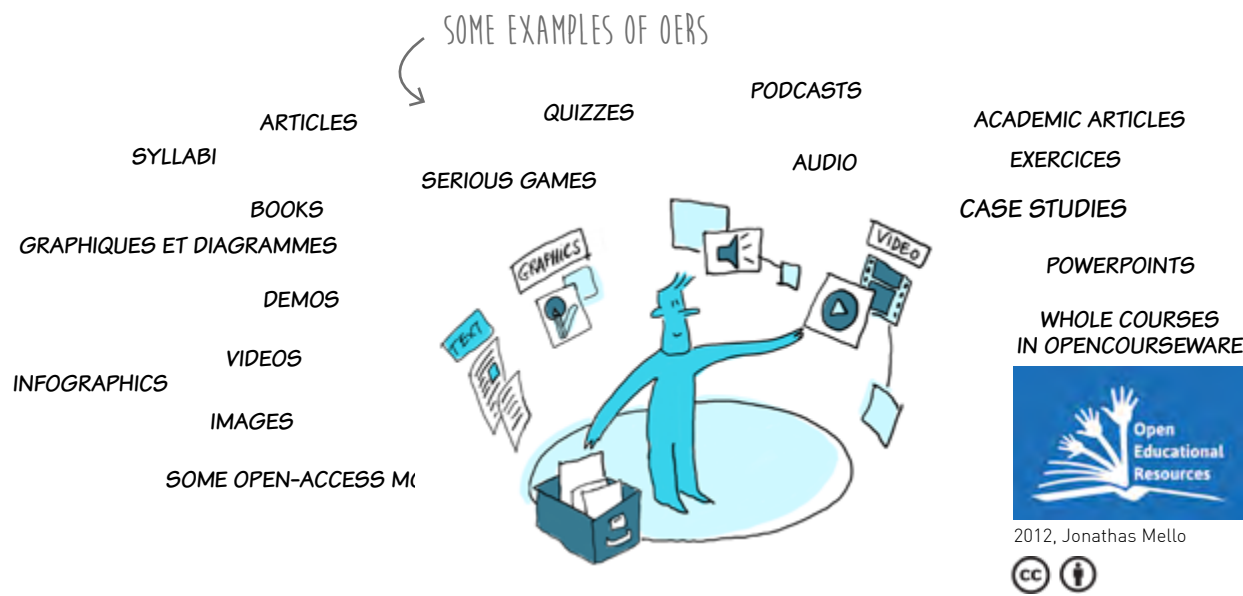 SOME EXAMPLES OF OERS
PODCASTS
QUIZZES
ARTICLES
ACADEMIC ARTICLES
SYLLABI
AUDIO
EXERCICES
SERIOUS GAMES
BOOKS
CASE STUDIES
GRAPHIQUES ET DIAGRAMMES
GRAPHICS
VIDEO
POWERPOINTS
DEMOS
WHOLE COURSES
IN OPENCOURSEWARE
TEXT
VIDEOS
INFOGRAPHICS
IMAGES
Open
Educational
Resources
SOME OPEN-ACCESS
2012, Jonathas Mello
cc